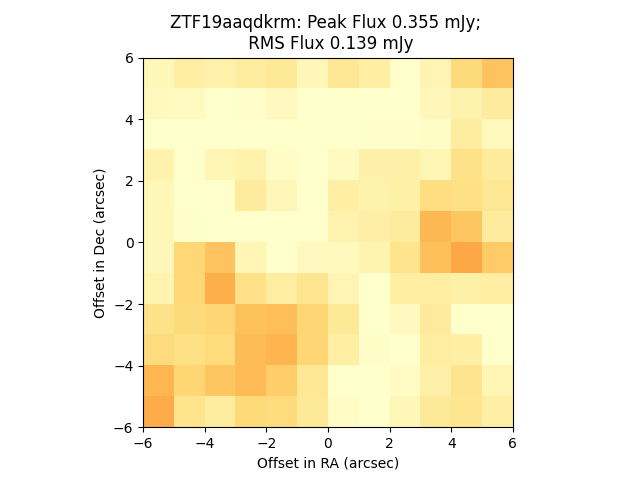 ZTF19aaqdkrm: Peak Flux 0.355 mJy;
RMS Flux 0.139 mJy
6
4
2
0
−2
−4
−6
Offset in Dec (arcsec)
−6 −4 −2 0 2 4 6
Offset in RA (arcsec)